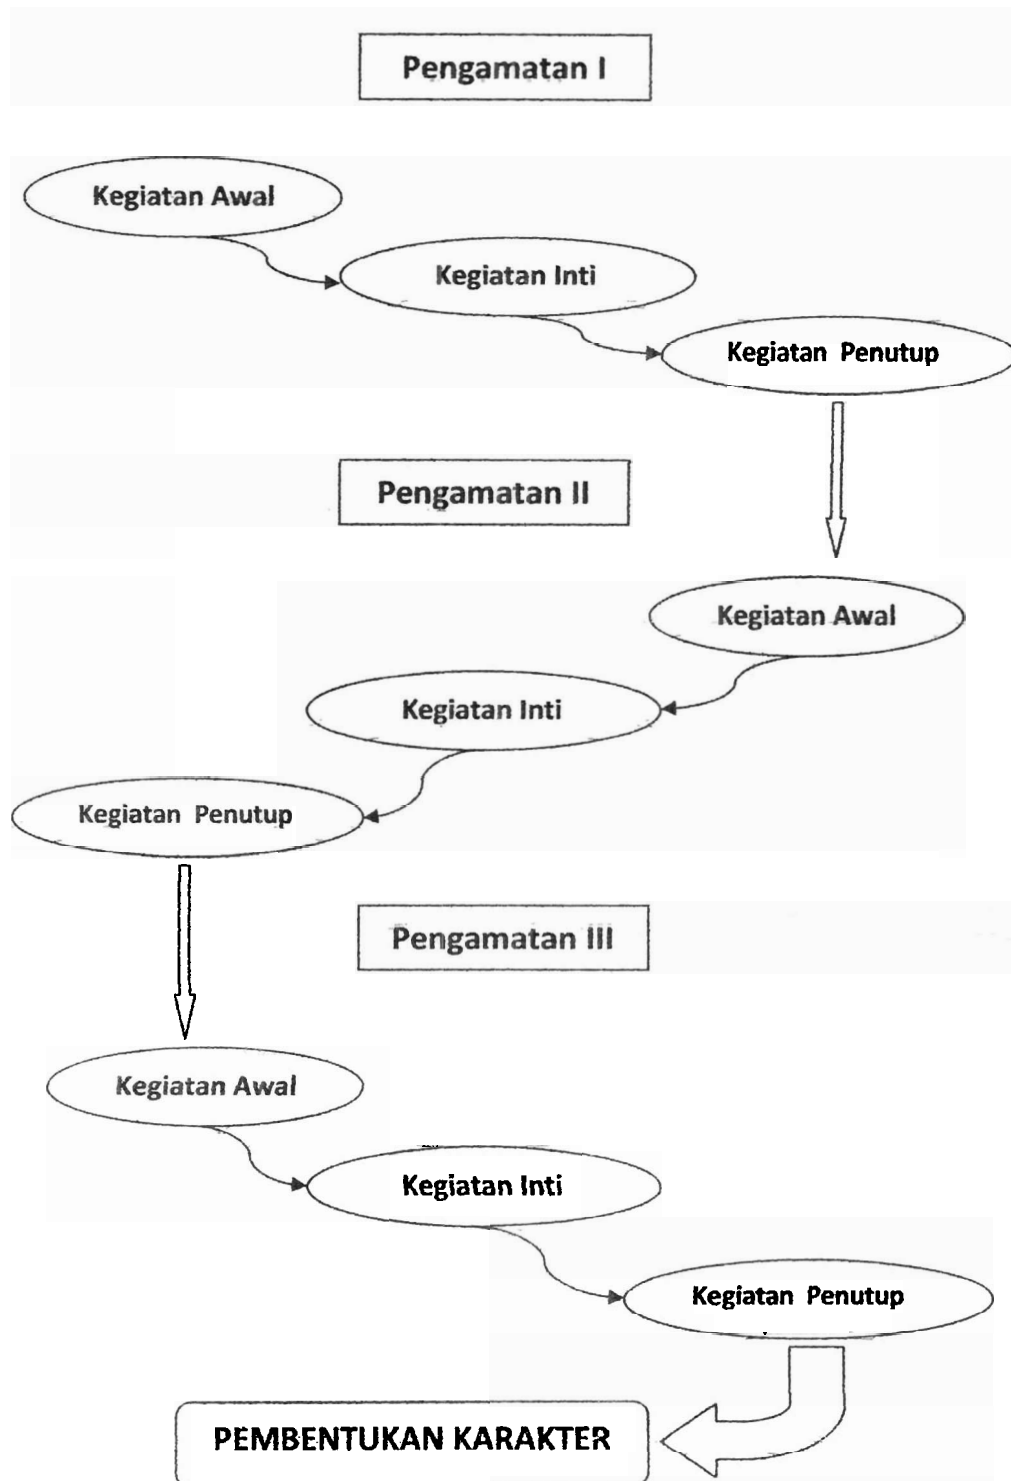 Pengamatan I
Kegiatan Awal
Kegiatan Inti
Kegiatan Penutup
Pengamatan II
Kegiatan Awal
Kegiatan Inti
Kegiatan Penutup
Pengamatan III
Kegiatan Awal
Kegiatan Inti
Kegiatan Penutup
PEMBENTUKAN KARAKTER